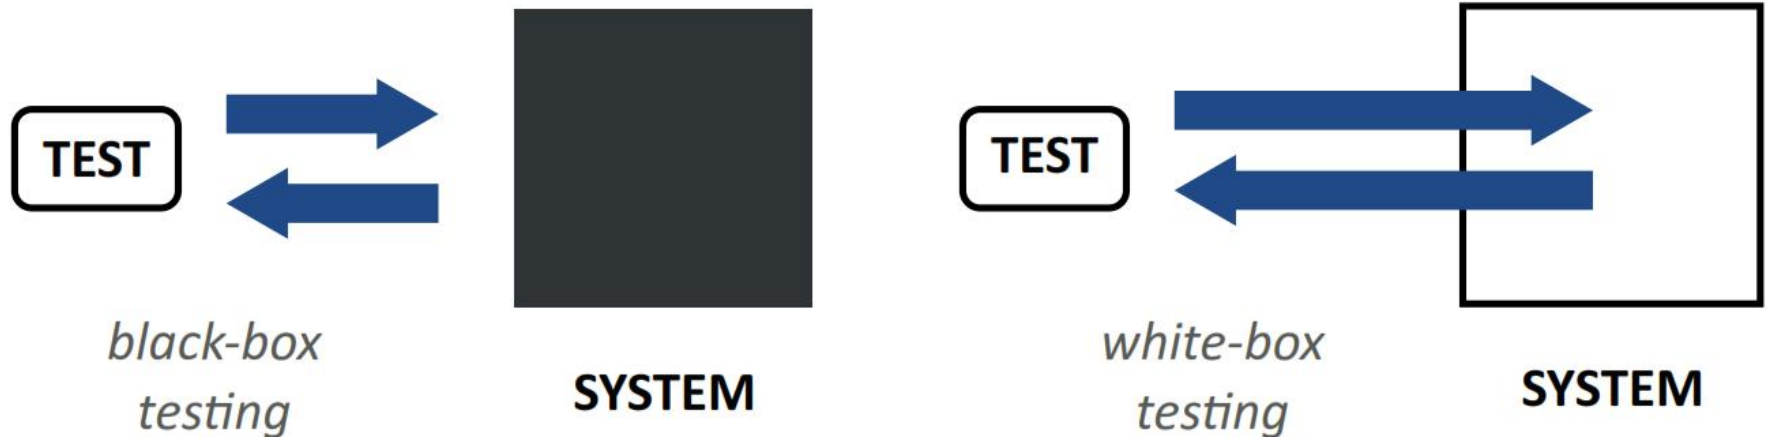 TEST
black-box
testing
SYSTEM
TEST
white-box
testing
SYSTEM